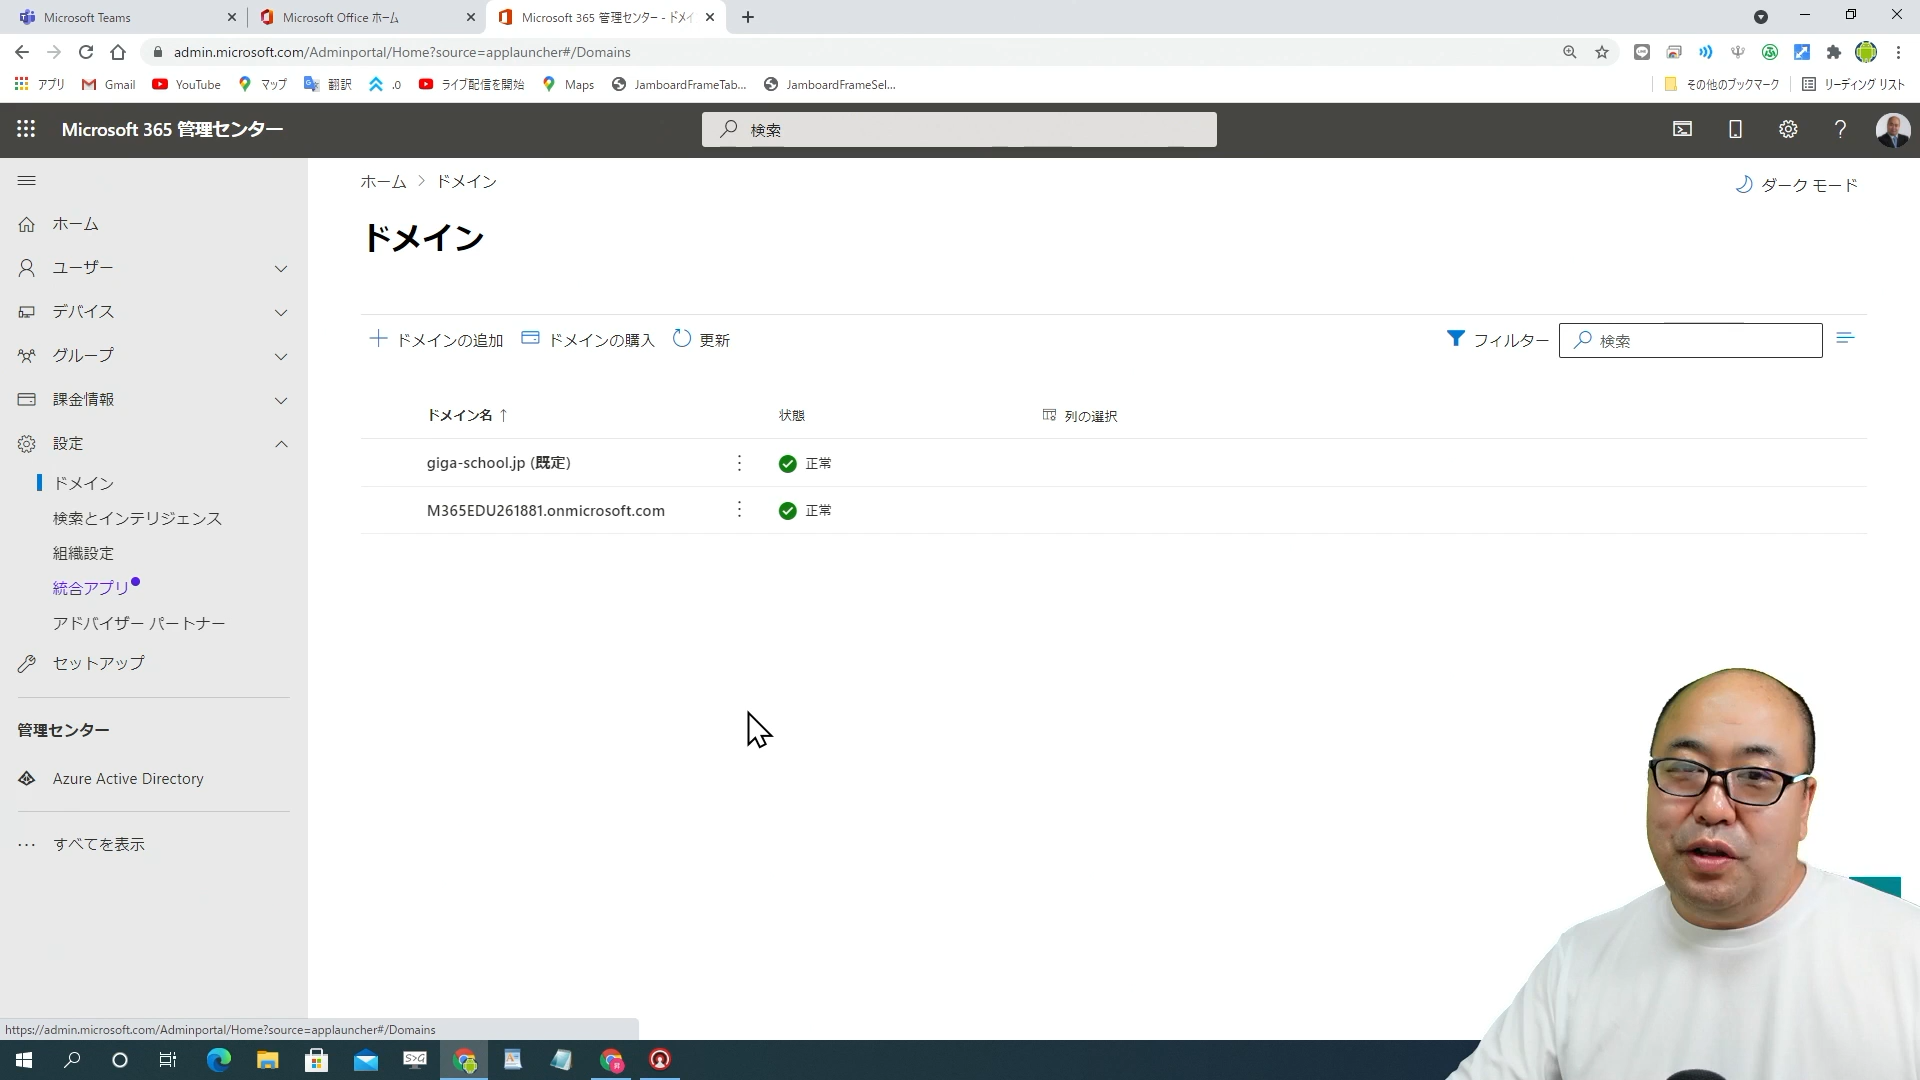 Microsoft Teams
Microsoft Office ホーム
Microsoft 365 管理センター - ドメイ
admin.microsoft.com/Adminportal/Home?source=applauncher#/Domains
アプリ
Gmail
YouTube
マップ
翻訳
.0
ライブ配信を開始
Maps
JamboardFrameTab...
JamboardFrameSel...
その他のブックマーク
リーディング リスト
Microsoft 365 管理センター
検索
ホーム > ドメイン
ダーク モード
ドメイン
ホーム
ユーザー
デバイス
グループ
課金情報
設定
ドメイン
検索とインテリジェンス
組織設定
統合アプリ
アドバイザー パートナー
セットアップ
管理センター
Azure Active Directory
すべてを表示
ドメインの追加
ドメインの購入
更新
フィルター
検索
ドメイン名 ↑
状態
列の選択
giga-school.jp (既定)
正常
M365EDU261881.onmicrosoft.com
正常
https://admin.microsoft.com/Adminportal/Home?source=applauncher#/Domains